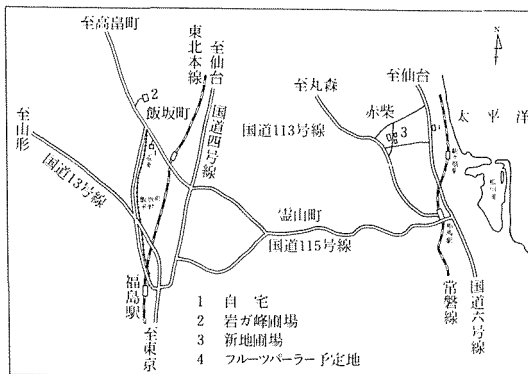 至高畠町
東北本線
至仙台
国道四号線
2
飯坂町
至山形
国道13号線
福島駅
至東京
霊山町
国道115号線
至丸森
国道113号線
赤柴
3
至仙台
太平洋
N
常磐線
国道六号線
1 自宅
2 岩ガ峰圃場
3 新地圃場
4 フルーツパーラー予定地